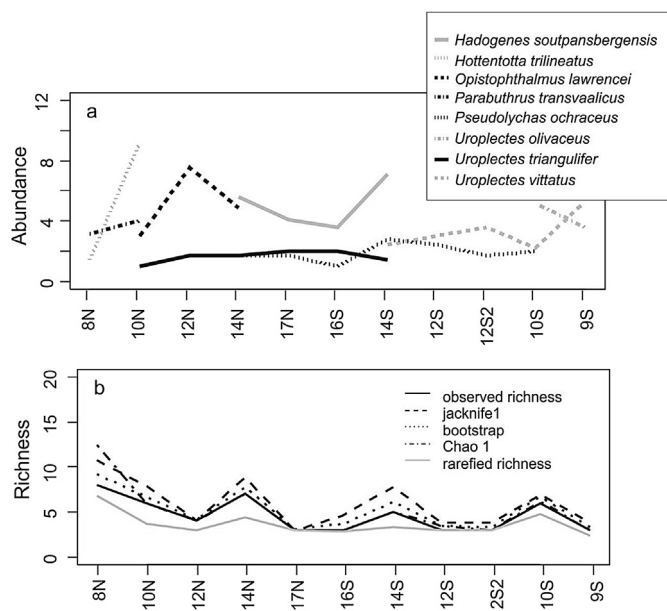 Hadogenes soutpansbergensis
Hottentotta trilineatus
Opistophthalmus lawrencei
Parabuthrus transvaalicus
Pseudolychas ochraceus
Uroplectes olivaceus
Uroplectes triangulifer
Uroplectes vittatus
a
Abundance
12
8
4
0
8N 10N 12N 14N 17N 16S 14S 12S 12S2 10S 9S
b
Richness
20
15
10
5
0
observed richness
jacknife1
bootstrap
Chao 1
rarefied richness
8N 10N 12N 14N 17N 16S 14S 12S 2S2 10S 9S